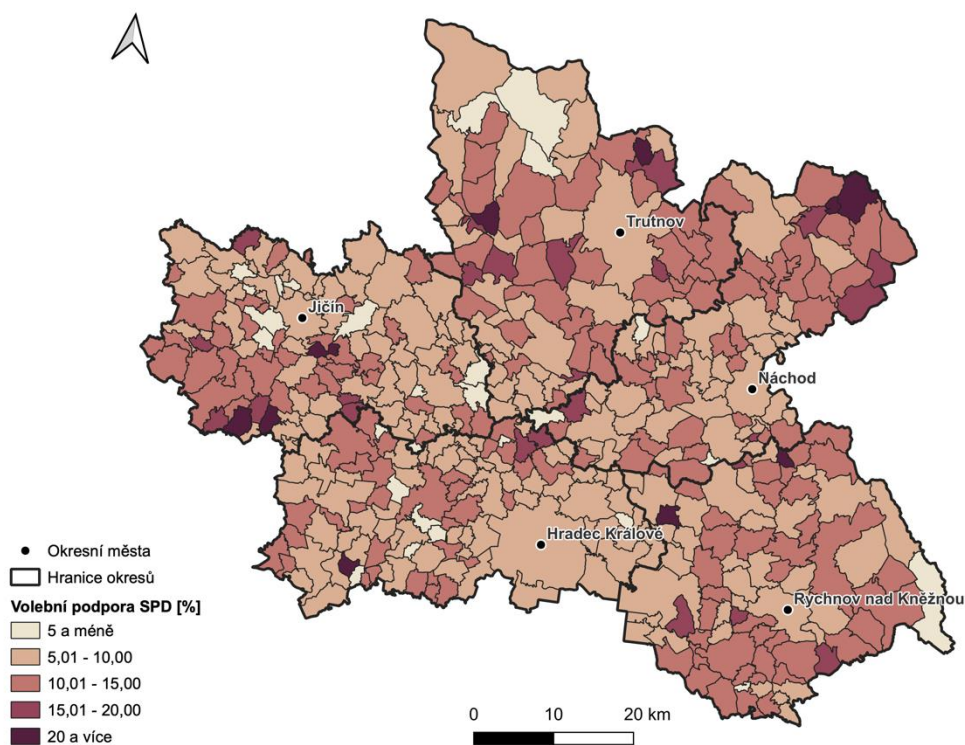 Trutnov
Jičín
Náchod
Hradec Králové
Rychnov nad Kněžnou
Okresní města
Hranice okresů
Volební podpora SPD [%]
5 a méně
5,01 - 10,00
10,01 - 15,00
15,01 - 20,00
20 a více
0 10 20 km